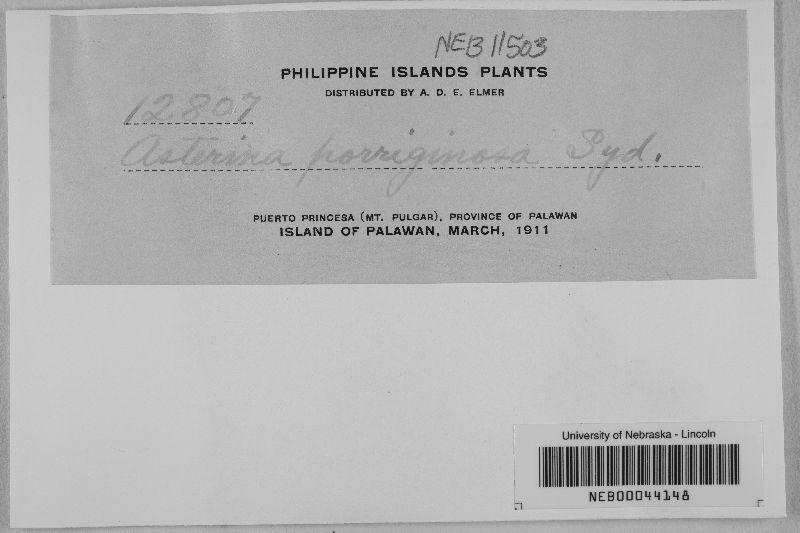 NEB 11503
PHILIPPINE ISLANDS PLANTS
DISTRIBUTED BY A. D. E. ELMER
12807
Asterina porriginosa Syd.
PUERTO PRINCESA (MT. PULGAR), PROVINCE OF PALAWAN
ISLAND OF PALAWAN, MARCH, 1911
University of Nebraska - Lincoln
NEB00044148